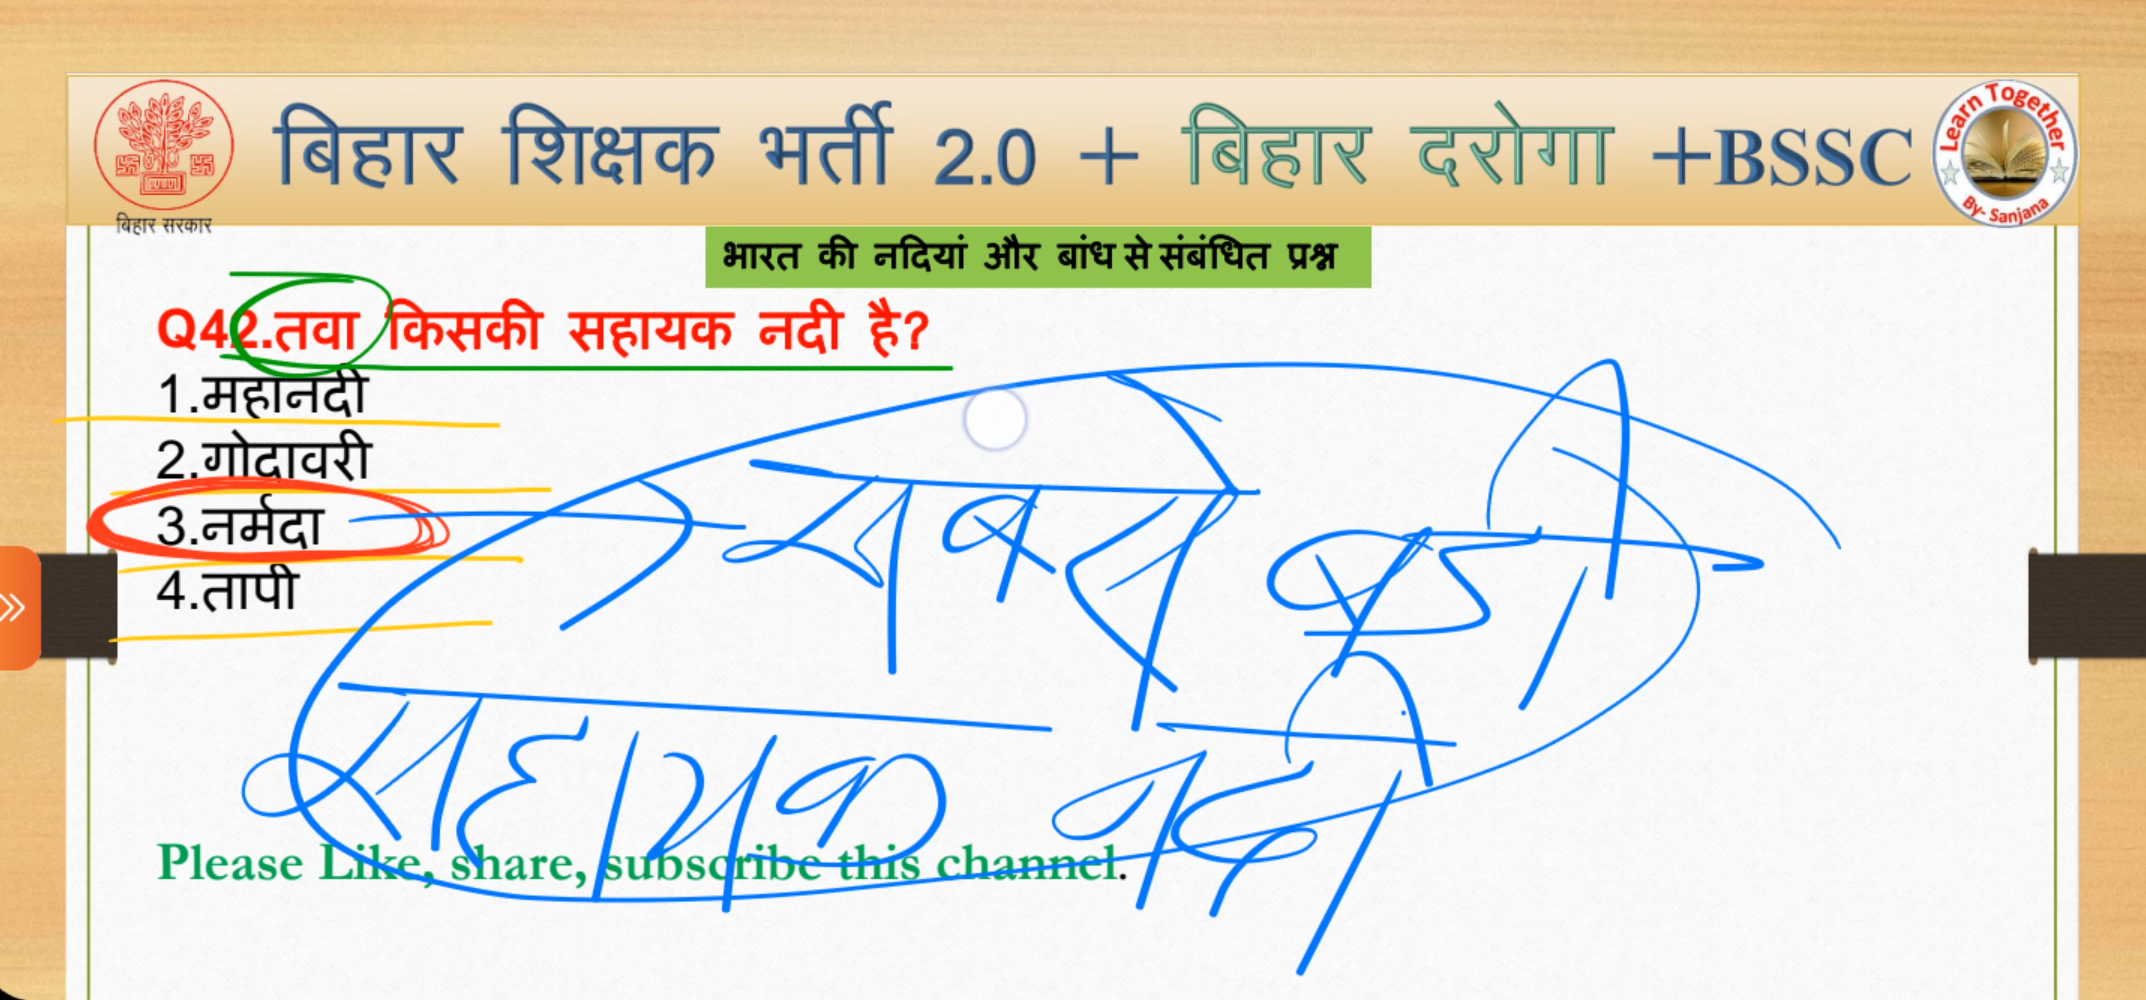 बिहार शिक्षक भर्ती 2.0 + बिहार दरोगा +BSSC
बिहार सरकार
Learn Together
By- Sanjana
भारत की नदियां और बांध से संबंधित प्रश्न
Q42.तवा किसकी सहायक नदी है?
1.महानदी
2.गोदावरी
3.नर्मदा
4.तापी
सबसे बड़ी
सहायक नदी
Please Like, share, subscribe this channel.